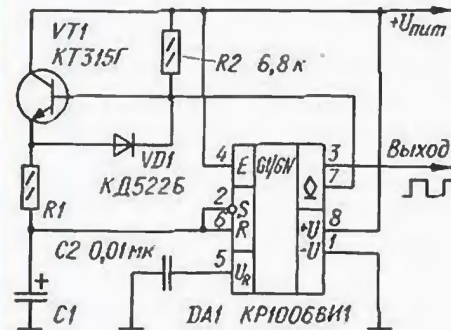 +Uпит
VT1
КТ315Г
R2 6,8к
VD1
КД522Б
4
E
G1/GN
3
Выход
7
R1
2
S
6
R
8
+U
-U
1
C2 0,01мк
5
UR
C1
DA1 КР1006ВИ1